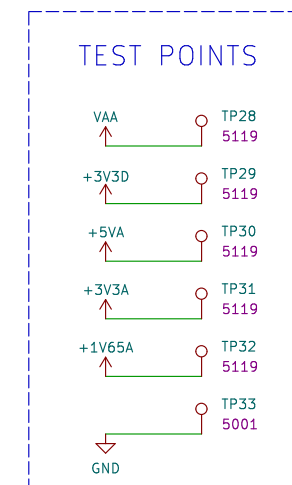 TEST POINTS
VAA
TP28
5119
+3V3D
TP29
5119
+5VA
TP30
5119
+3V3A
TP31
5119
+1V65A
TP32
5119
TP33
5001
GND